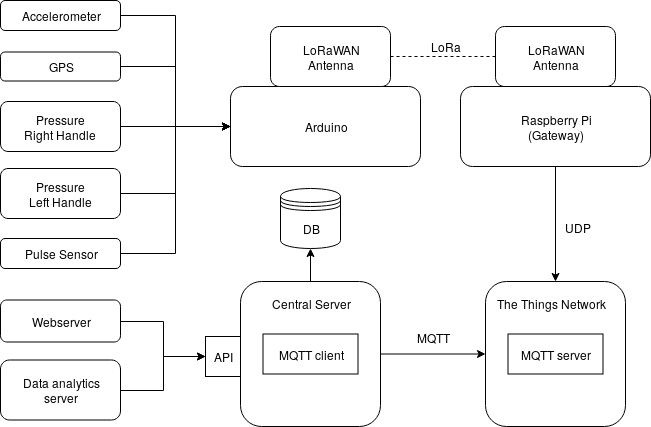 Accelerometer
GPS
Pressure
Right Handle
Pressure
Left Handle
Pulse Sensor
LoRaWAN
Antenna
Arduino
LoRa
LoRaWAN
Antenna
Raspberry Pi
(Gateway)
UDP
DB
Webserver
Data analytics
server
API
Central Server
MQTT client
MQTT
The Things Network
MQTT server